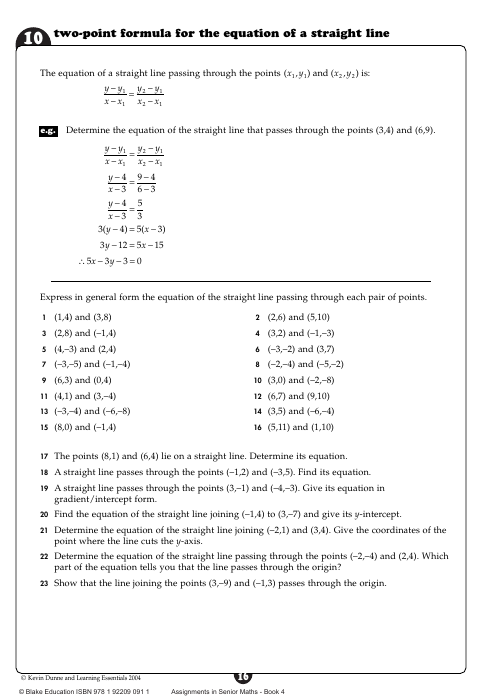 10 two-point formula for the equation of a straight line
The equation of a straight line passing through the points (x₁,y₁) and (x₂,y₂) is:
(y − y₁)/(x − x₁) = (y₂ − y₁)/(x₂ − x₁)
e.g. Determine the equation of the straight line that passes through the points (3,4) and (6,9).
(y − y₁)/(x − x₁) = (y₂ − y₁)/(x₂ − x₁)
(y − 4)/(x − 3) = (9 − 4)/(6 − 3)
(y − 4)/(x − 3) = 5/3
3(y − 4) = 5(x − 3)
3y − 12 = 5x − 15
∴ 5x − 3y − 3 = 0
Express in general form the equation of the straight line passing through each pair of points.
1 (1,4) and (3,8) 2 (2,6) and (5,10)
3 (2,8) and (−1,4) 4 (3,2) and (−1,−3)
5 (4,−3) and (2,4) 6 (−3,−2) and (3,7)
7 (−3,−5) and (−1,−4) 8 (−2,−4) and (−5,−2)
9 (6,3) and (0,4) 10 (3,0) and (−2,−8)
11 (4,1) and (3,−4) 12 (6,7) and (9,10)
13 (−3,−4) and (−6,−8) 14 (3,5) and (−6,−4)
15 (8,0) and (−1,4) 16 (5,11) and (1,10)
17 The points (8,1) and (6,4) lie on a straight line. Determine its equation.
18 A straight line passes through the points (−1,2) and (−3,5). Find its equation.
19 A straight line passes through the points (3,−1) and (−4,−3). Give its equation in
gradient/intercept form.
20 Find the equation of the straight line joining (−1,4) to (3,−7) and give its y-intercept.
21 Determine the equation of the straight line joining (−2,1) and (3,4). Give the coordinates of the
point where the line cuts the y-axis.
22 Determine the equation of the straight line passing through the points (−2,−4) and (2,4). Which
part of the equation tells you that the line passes through the origin?
23 Show that the line joining the points (3,−9) and (−1,3) passes through the origin.
© Kevin Dunne and Learning Essentials 2004 16
© Blake Education ISBN 978 1 92209 091 1 Assignments in Senior Maths - Book 4